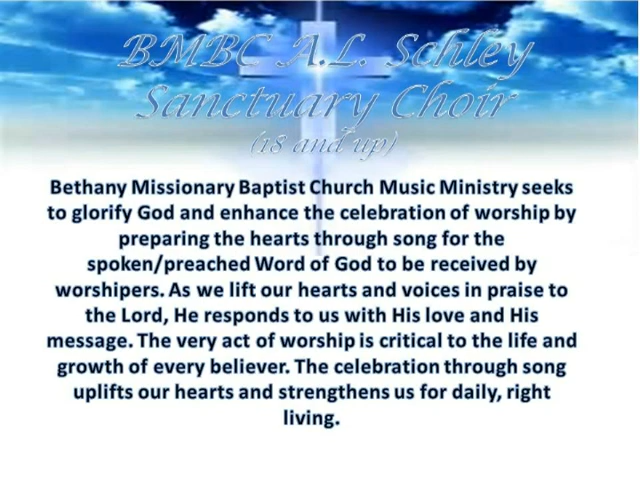 BMBC A.L. Schley
Sanctuary Choir
(18 and up)
Bethany Missionary Baptist Church Music Ministry seeks
to glorify God and enhance the celebration of worship by
preparing the hearts through song for the
spoken/preached Word of God to be received by
worshipers. As we lift our hearts and voices in praise to
the Lord, He responds to us with His love and His
message. The very act of worship is critical to the life and
growth of every believer. The celebration through song
uplifts our hearts and strengthens us for daily, right
living.